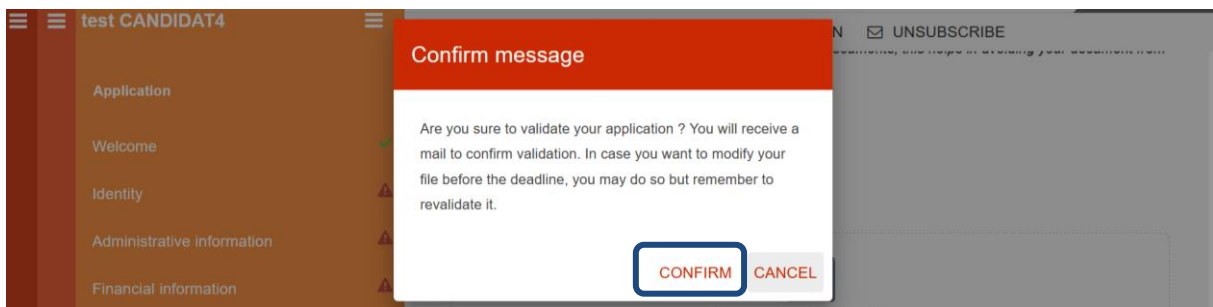 test CANDIDAT4
N UNSUBSCRIBE
Confirm message
Application
Are you sure to validate your application ? You will receive a
Welcome
mail to confirm validation. In case you want to modify your
file before the deadline, you may do so but remember to
Identity
revalidate it.
Administrative information
CONFIRM CANCEL
Financial information